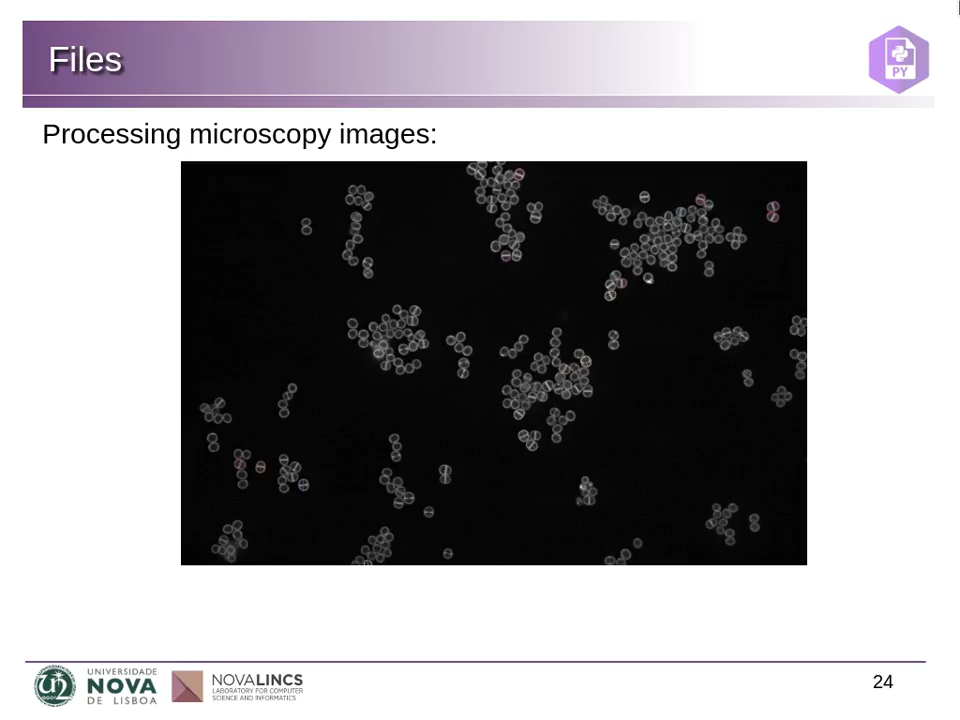 Files
PY
Processing microscopy images:
UNIVERSIDADE
NOVA
DE LISBOA
NOVALINCS
LABORATORY FOR COMPUTER
SCIENCE AND INFORMATICS
24